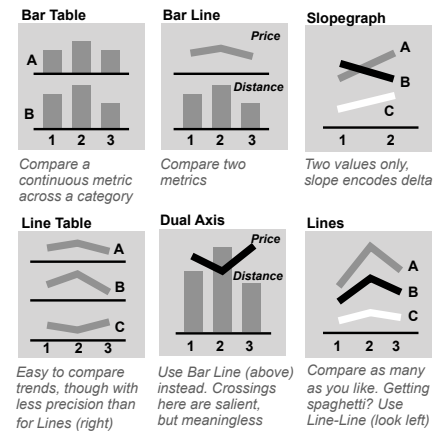 Bar Table
A
B
1 2 3
Compare a
continuous metric
across a category
Bar Line
Price
Distance
1 2 3
Compare two
metrics
Slopegraph
A
B
C
1 2
Two values only,
slope encodes delta
Line Table
A
B
C
1 2 3
Easy to compare
trends, though with
less precision than
for Lines (right)
Dual Axis
Price
Distance
1 2 3
Use Bar Line (above)
instead. Crossings
here are salient,
but meaningless
Lines
A
B
C
1 2 3
Compare as many
as you like. Getting
spaghetti? Use
Line-Line (look left)